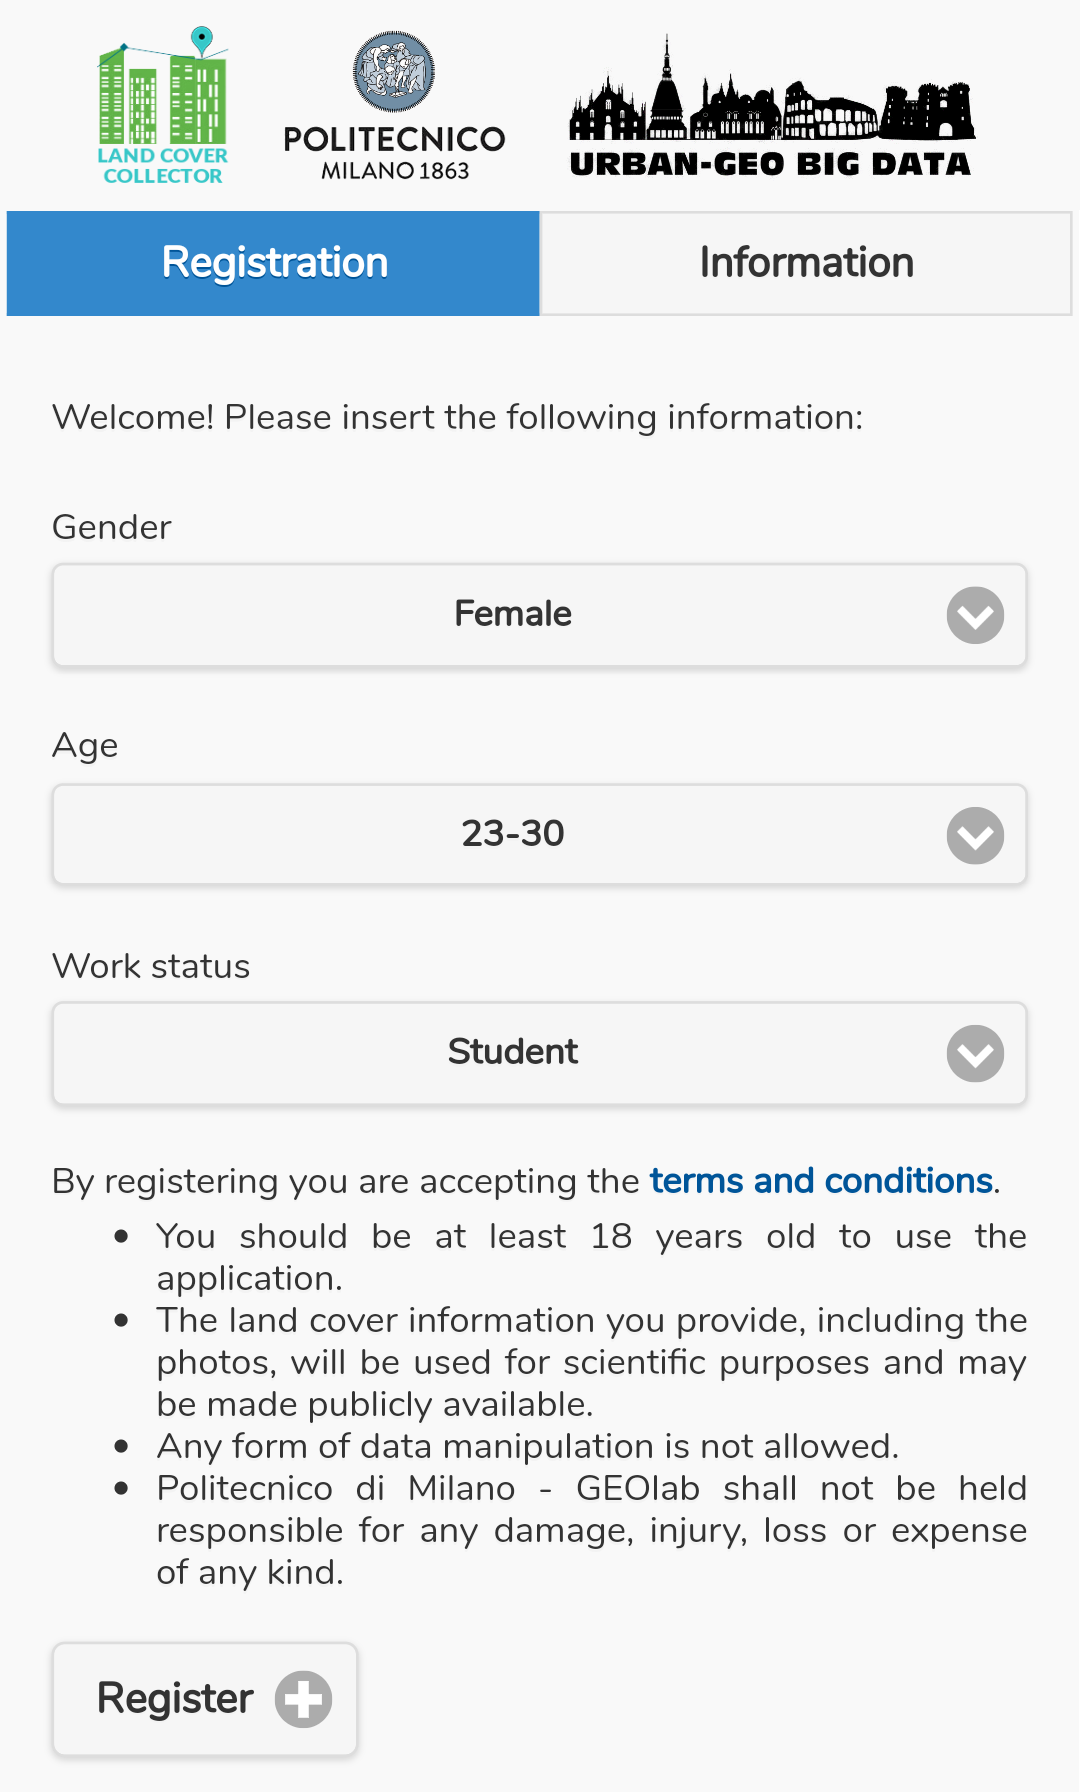 LAND COVER
COLLECTOR
POLITECNICO
MILANO 1863
URBAN-GEO BIG DATA
Registration
Information
Welcome! Please insert the following information:
Gender
Female
Age
23-30
Work status
Student
By registering you are accepting the terms and conditions.
• You should be at least 18 years old to use the
application.
• The land cover information you provide, including the
photos, will be used for scientific purposes and may
be made publicly available.
• Any form of data manipulation is not allowed.
• Politecnico di Milano - GEOlab shall not be held
responsible for any damage, injury, loss or expense
of any kind.
Register